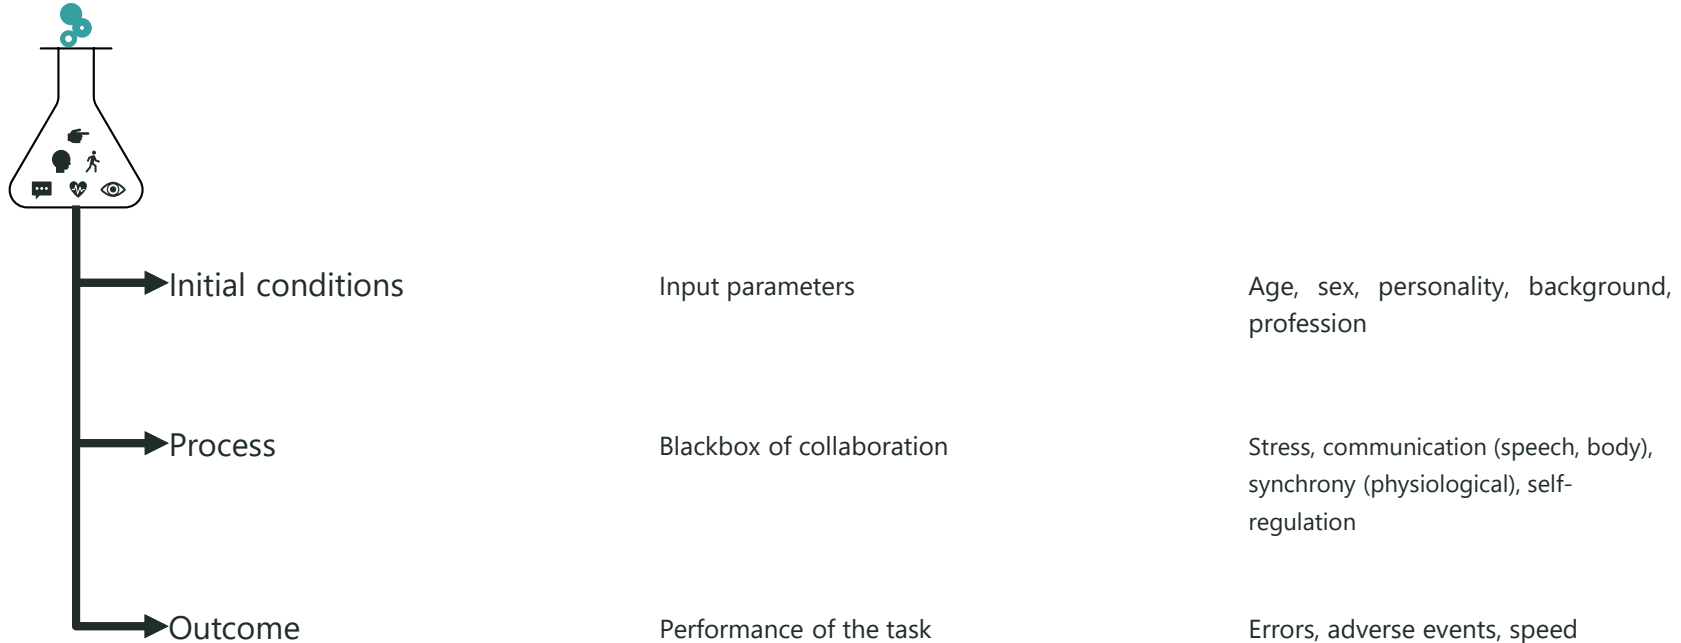 Initial conditions
Input parameters
Age, sex, personality, background,
profession
Process
Blackbox of collaboration
Stress, communication (speech, body),
synchrony (physiological), self-
regulation
Outcome
Performance of the task
Errors, adverse events, speed